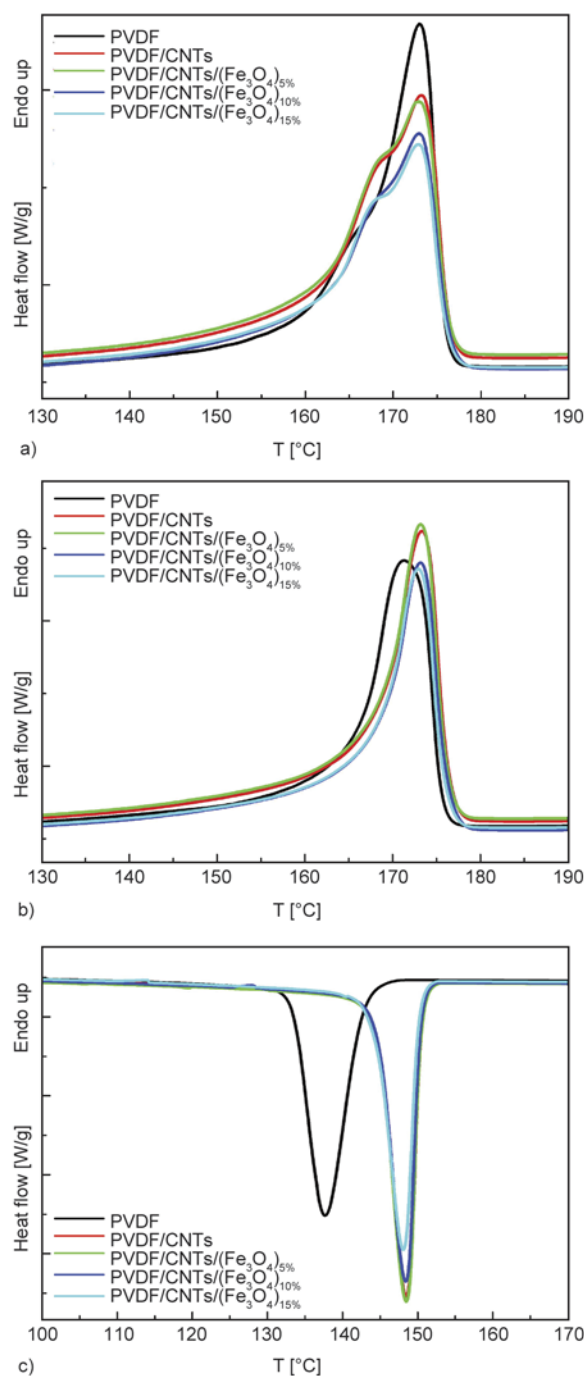 PVDF
PVDF/CNTs
PVDF/CNTs/(Fe₃O₄)₅%
PVDF/CNTs/(Fe₃O₄)₁₀%
PVDF/CNTs/(Fe₃O₄)₁₅%
Endo up
Heat flow [W/g]
130 140 150 160 170 180 190
T [°C]
a)
PVDF
PVDF/CNTs
PVDF/CNTs/(Fe₃O₄)₅%
PVDF/CNTs/(Fe₃O₄)₁₀%
PVDF/CNTs/(Fe₃O₄)₁₅%
Endo up
Heat flow [W/g]
130 140 150 160 170 180 190
T [°C]
b)
Endo up
Heat flow [W/g]
PVDF
PVDF/CNTs
PVDF/CNTs/(Fe₃O₄)₅%
PVDF/CNTs/(Fe₃O₄)₁₀%
PVDF/CNTs/(Fe₃O₄)₁₅%
100 110 120 130 140 150 160 170
T [°C]
c)